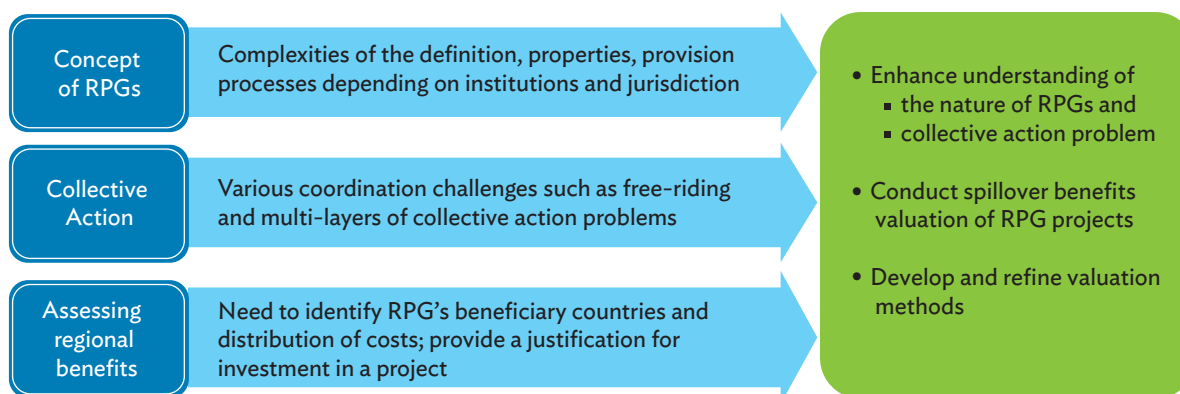 Concept
of RPGs
Complexities of the definition, properties, provision
processes depending on institutions and jurisdiction
Collective
Action
Various coordination challenges such as free-riding
and multi-layers of collective action problems
Assessing
regional
benefits
Need to identify RPG’s beneficiary countries and
distribution of costs; provide a justification for
investment in a project
• Enhance understanding of
▪ the nature of RPGs and
▪ collective action problem
• Conduct spillover benefits
valuation of RPG projects
• Develop and refine valuation
methods